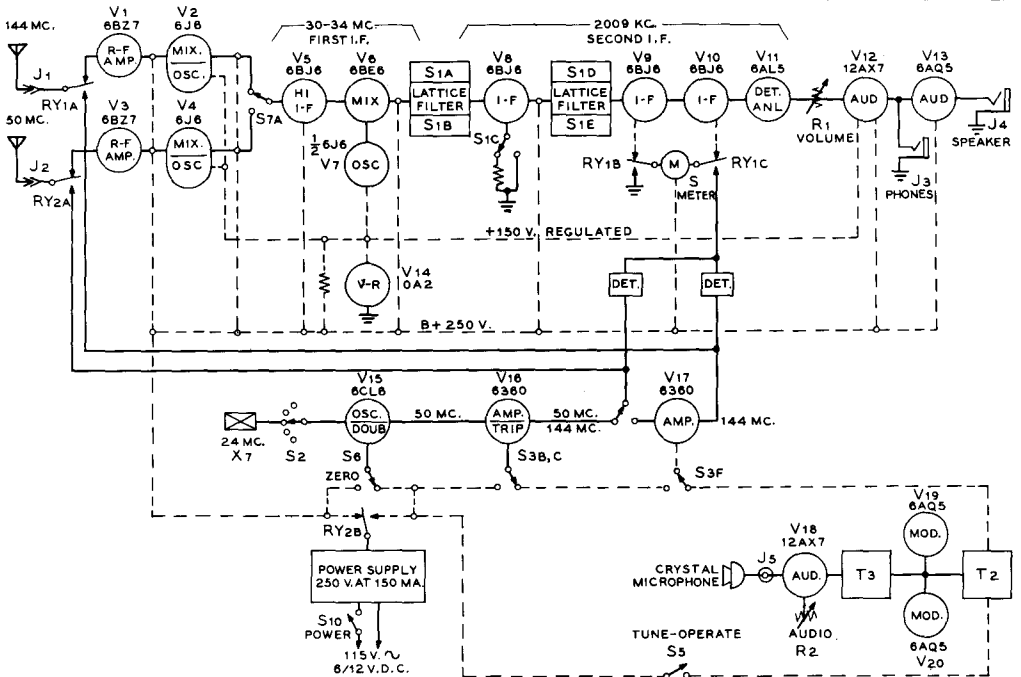 144 MC.
J1
RY1A
50 MC.
J2
RY2A
V1
6BZ7
R-F
AMP.
V3
6BZ7
R-F
AMP.
V2
6J6
MIX.
OSC.
V4
6J6
MIX.
OSC
S7A
30-34 MC.
FIRST I.F.
V5
6BJ6
HI
I-F
V6
6BE6
MIX
1/2 6J6
V7
OSC
V-R
V14
OA2
2009 KC.
SECOND I.F.
S1A
LATTICE
FILTER
S1B
V8
6BJ6
I-F
S1C
S1D
LATTICE
FILTER
S1E
V9
6BJ6
I-F
V10
6BJ6
I-F
RY1B
M
S
METER
RY1C
V11
6AL5
DET.
ANL
R1
VOLUME
V12
12AX7
AUD
V13
6AQ5
AUD
J4
SPEAKER
J3
PHONES
+150 V. REGULATED
DET.
DET.
B+ 250 V.
24 MC.
X7
S2
V15
6CL6
OSC.
DOUB
50 MC.
V16
6360
AMP.
TRIP
50 MC.
144 MC.
V17
6360
AMP.
144 MC.
S6
ZERO
S3B, C
S3F
RY2B
POWER SUPPLY
250 V. AT 150 MA.
S10
POWER
115 V. ~
6/12 V.D.C.
CRYSTAL
MICROPHONE
J5
V18
12AX7
AUD.
AUDIO
R2
T3
V19
6AQ5
MOD.
MOD.
6AQ5
V20
T2
TUNE-OPERATE
S5